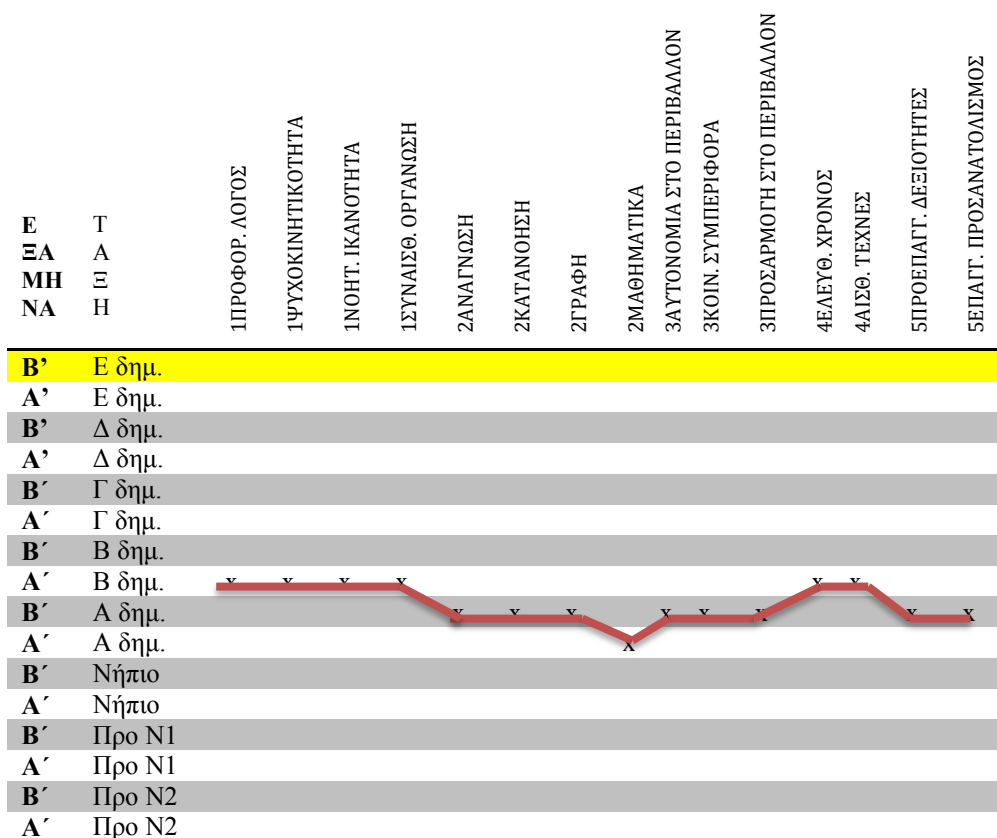 Ε Τ
ΞΑ Α
ΜΗ Ξ
ΝΑ Η
1ΠΡΟΦΟΡ. ΛΟΓΟΣ
1ΨΥΧΟΚΙΝΗΤΙΚΟΤΗΤΑ
1ΝΟΗΤ. ΙΚΑΝΟΤΗΤΑ
1ΣΥΝΑΙΣΘ. ΟΡΓΑΝΩΣΗ
2ΑΝΑΓΝΩΣΗ
2ΚΑΤΑΝΟΗΣΗ
2ΓΡΑΦΗ
2ΜΑΘΗΜΑΤΙΚΑ
3ΑΥΤΟΝΟΜΙΑ ΣΤΟ ΠΕΡΙΒΑΛΛΟΝ
3ΚΟΙΝ. ΣΥΜΠΕΡΙΦΟΡΑ
3ΠΡΟΣΑΡΜΟΓΗ ΣΤΟ ΠΕΡΙΒΑΛΛΟΝ
4ΕΛΕΥΘ. ΧΡΟΝΟΣ
4ΑΙΣΘ. ΤΕΧΝΕΣ
5ΠΡΟΕΠΑΓΓ. ΔΕΞΙΟΤΗΤΕΣ
5ΕΠΑΓΓ. ΠΡΟΣΑΝΑΤΟΛΙΣΜΟΣ
Β’ Ε δημ.
Α’ Ε δημ.
Β’ Δ δημ.
Α’ Δ δημ.
Β΄ Γ δημ.
Α΄ Γ δημ.
Β΄ Β δημ.
Α΄ Β δημ. x x x x x x
Β΄ Α δημ. x x x x x x x x
Α΄ Α δημ. x
Β΄ Νήπιο
Α΄ Νήπιο
Β΄ Προ Ν1
Α΄ Προ Ν1
Β΄ Προ Ν2
Α΄ Προ Ν2